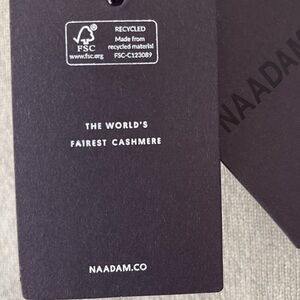 FSC
www.fsc.org
RECYCLED
Made from
recycled material
FSC-C123089
THE WORLD'S
FAIREST CASHMERE
NAADAM.CO
NAADAM